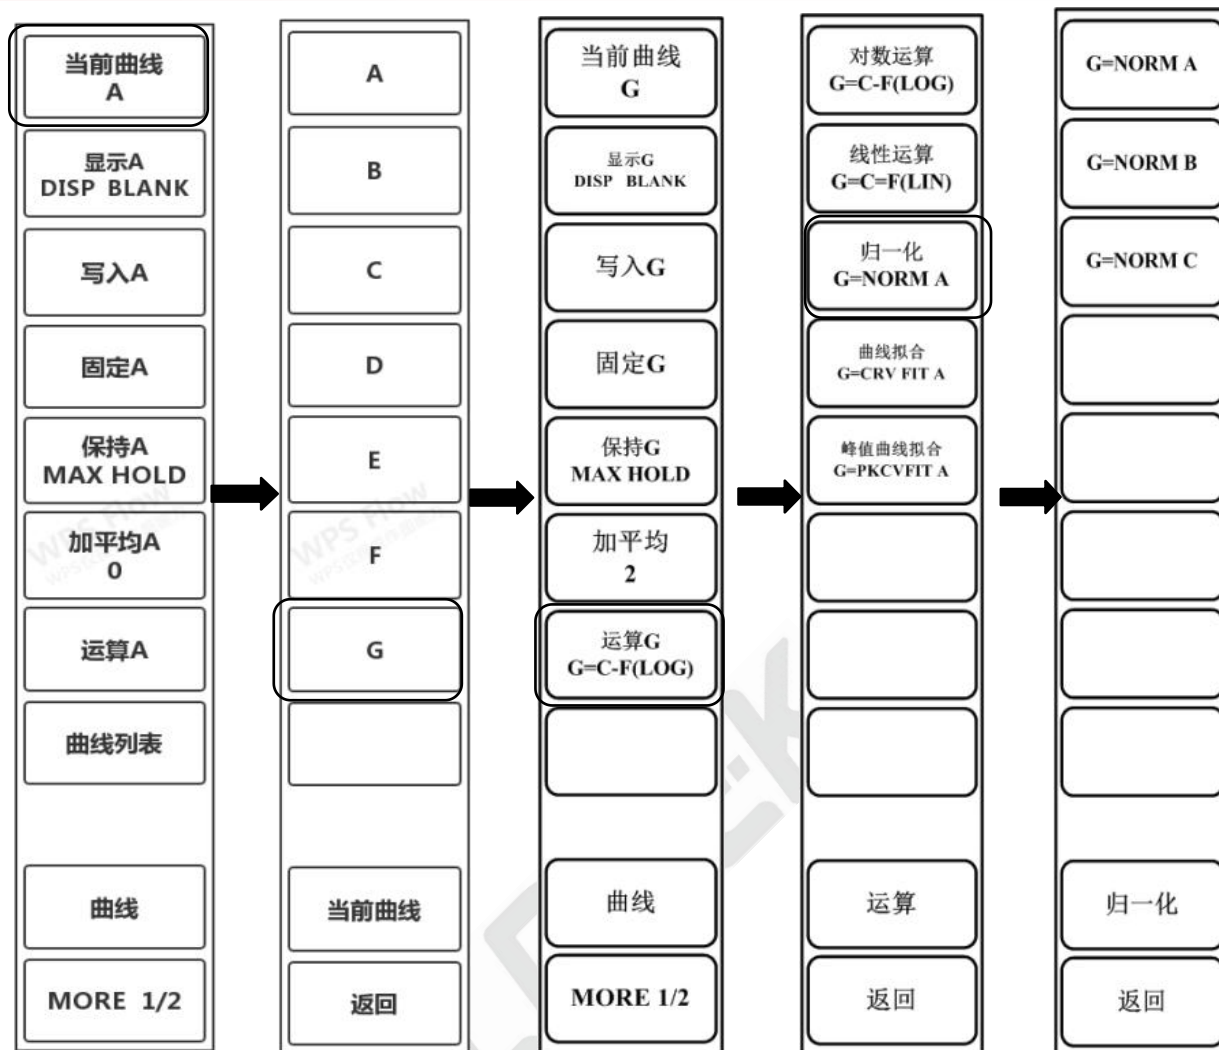 当前曲线
A
显示A
DISP BLANK
写入A
固定A
保持A
MAX HOLD
加平均A
0
运算A
曲线列表
曲线
MORE 1/2
A
B
C
D
E
F
G
当前曲线
返回
当前曲线
G
显示G
DISP BLANK
写入G
固定G
保持G
MAX HOLD
加平均
2
运算G
G=C-F(LOG)
曲线
MORE 1/2
对数运算
G=C-F(LOG)
线性运算
G=C=F(LIN)
归一化
G=NORM A
曲线拟合
G=CRV FIT A
峰值曲线拟合
G=PKCVFIT A
运算
返回
G=NORM A
G=NORM B
G=NORM C
归一化
返回
WPS Flow
WPS Flow